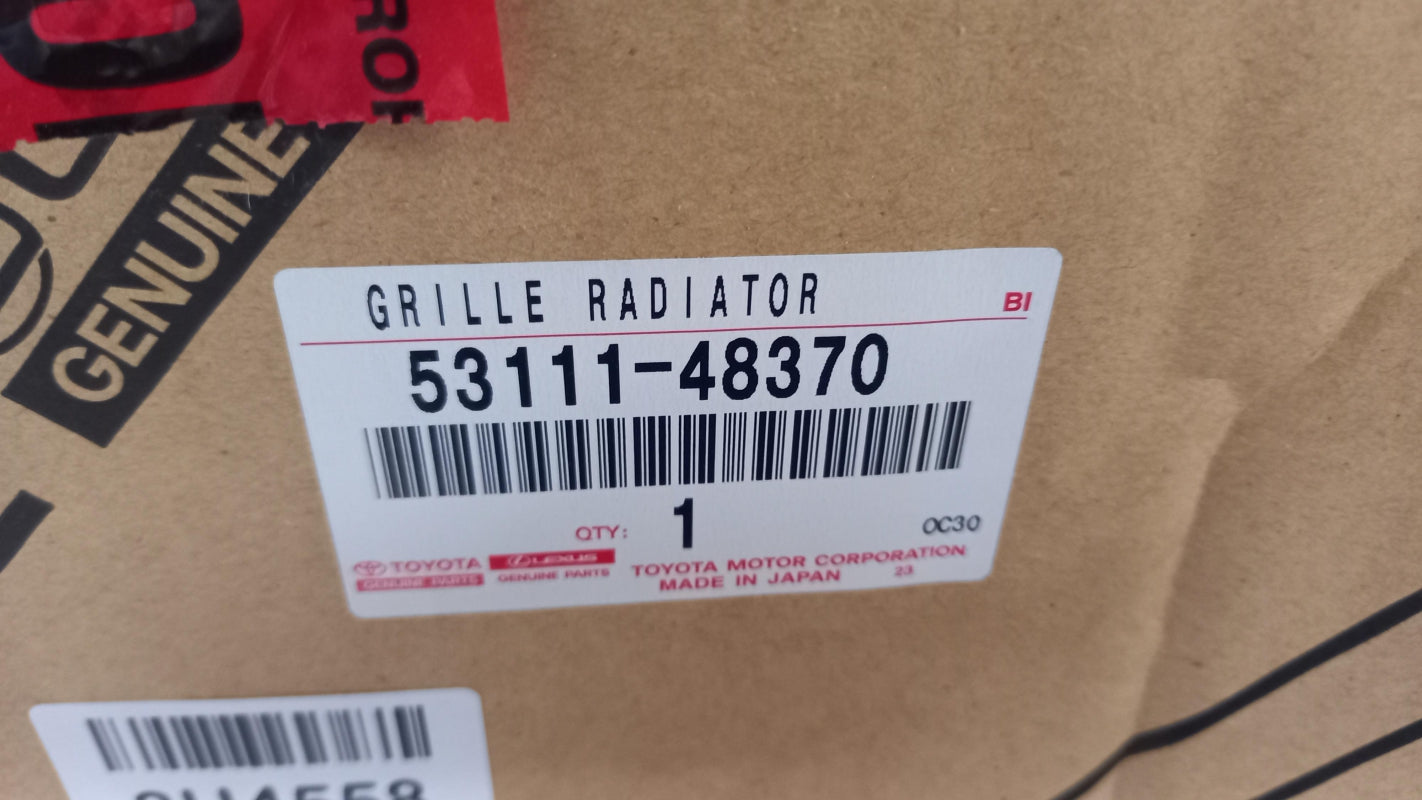 GENUINE
GRILLE RADIATOR
BI
53111-48370
QTY: 1
OC30
TOYOTA
GENUINE PARTS
LEXUS
GENUINE PARTS
TOYOTA MOTOR CORPORATION
MADE IN JAPAN 23